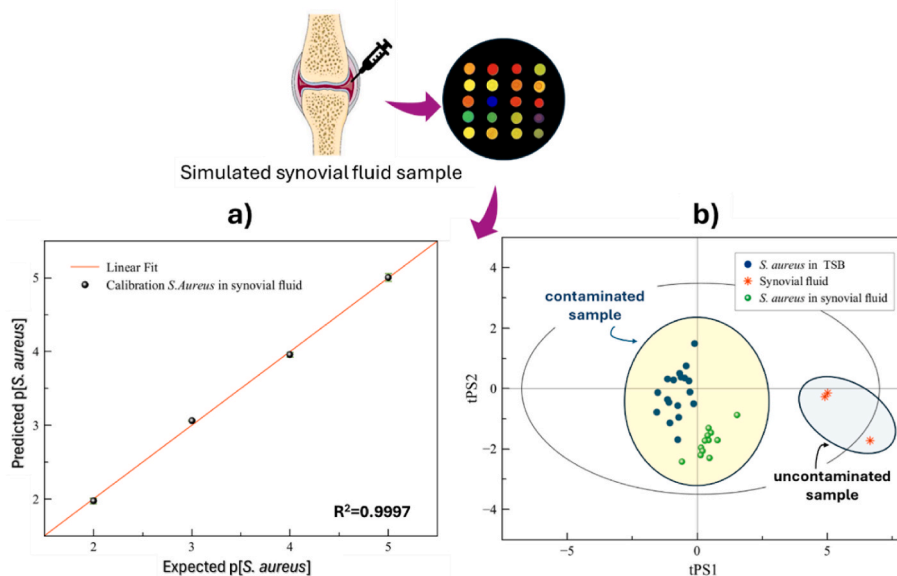 Simulated synovial fluid sample
a)
Linear Fit
Calibration S.Aureus in synovial fluid
5
4
3
2
Predicted p[S. aureus]
R²=0.9997
2
3
4
5
Expected p[S. aureus]
b)
S. aureus in TSB
Synovial fluid
S. aureus in synovial fluid
contaminated
sample
uncontaminated
sample
4
2
0
−2
−4
tPS2
−5
0
5
tPS1